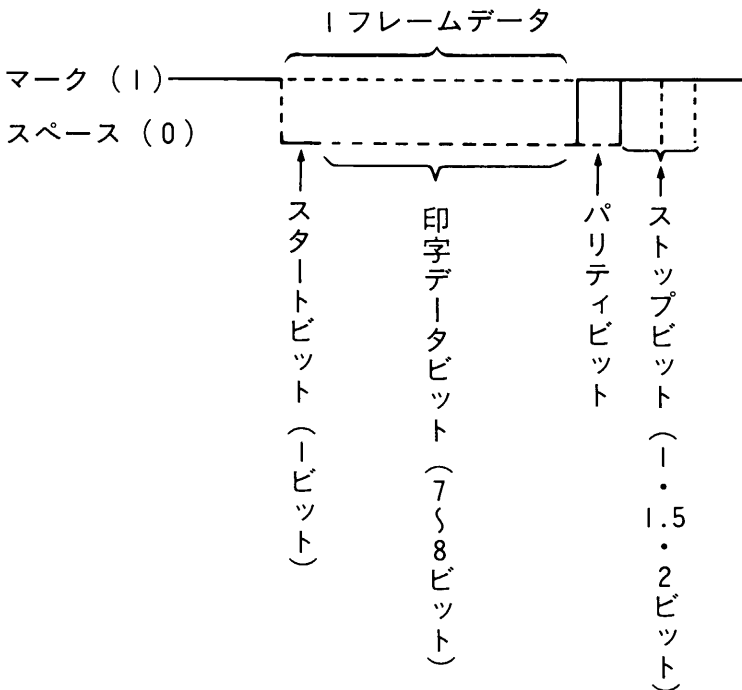 1フレームデータ
マーク(1)
スペース(0)
スタートビット(1ビット)
印字データビット(7〜8ビット)
パリティビット
ストップビット(1・1.5・2ビット)